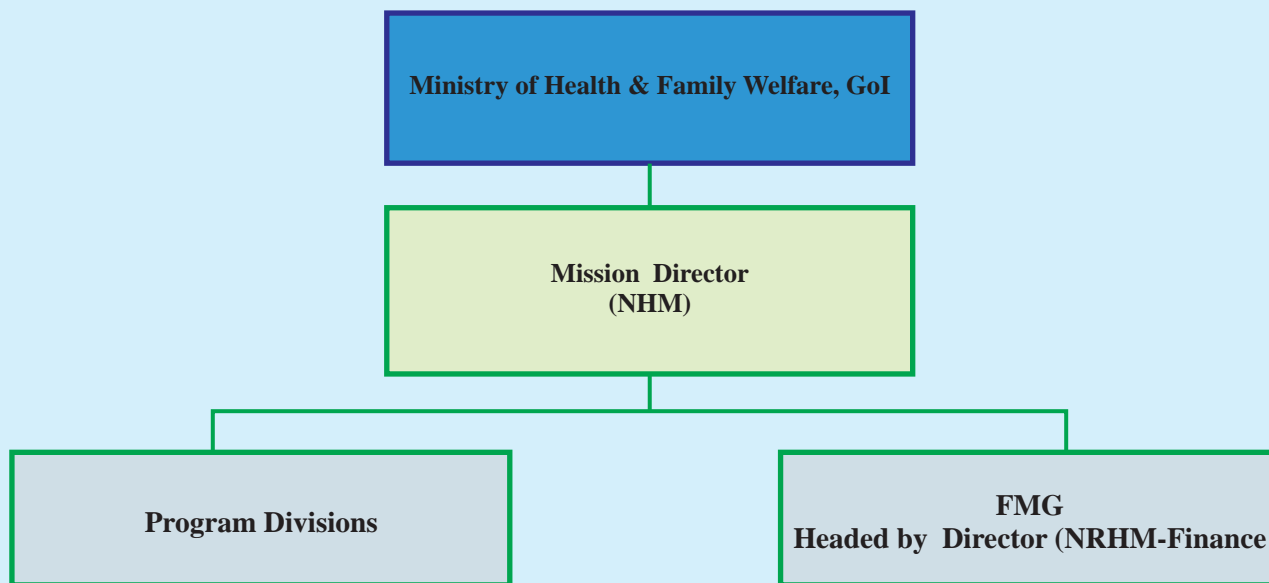 Ministry of Health & Family Welfare, GoI
Mission Director
(NHM)
Program Divisions
FMG
Headed by Director (NRHM-Finance